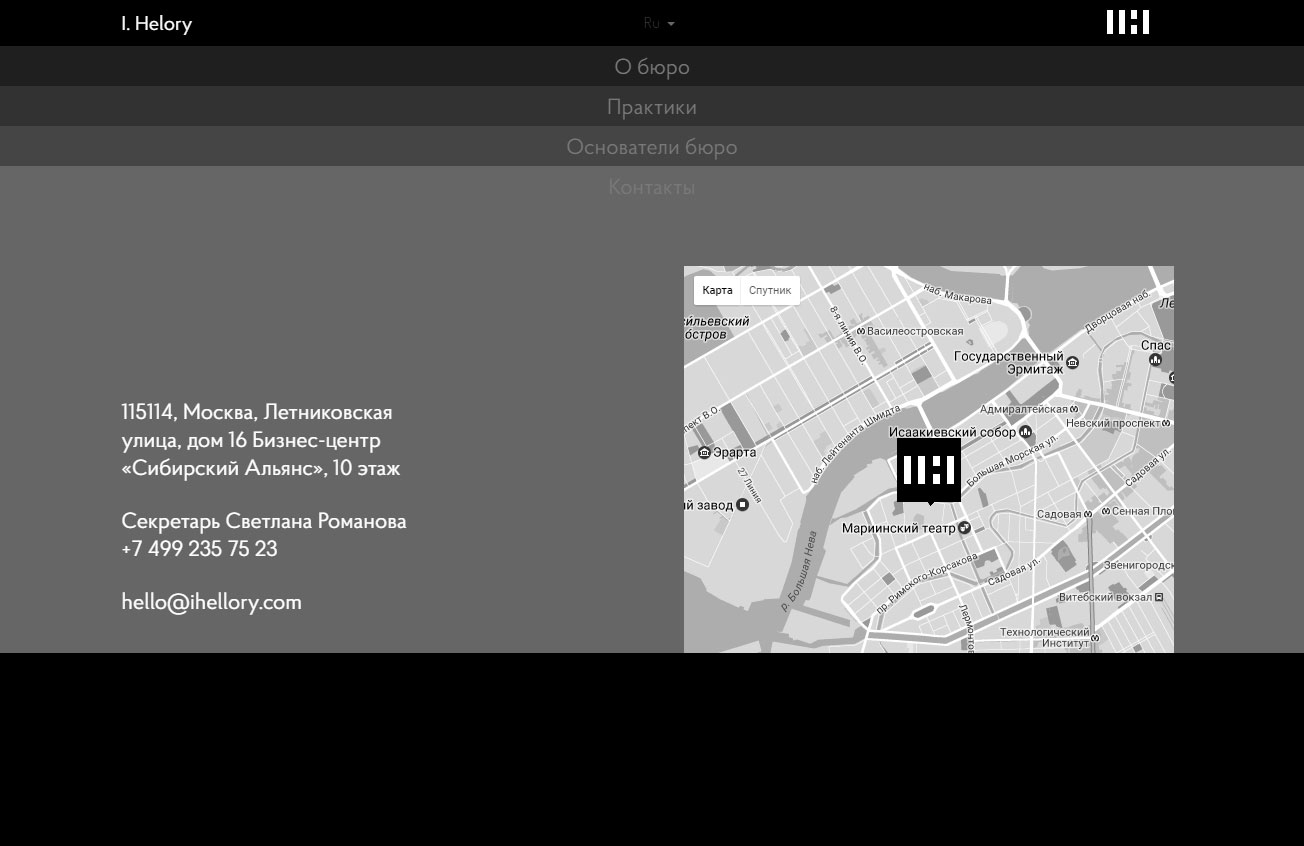 I. Helory
Ru
О бюро
Практики
Основатели бюро
Контакты
115114, Москва, Летниковская
улица, дом 16 Бизнес-центр
«Сибирский Альянс», 10 этаж
Секретарь Светлана Романова
+7 499 235 75 23
hello@ihellory.com
Карта
Спутник
наб. Макарова
Дворцовая наб.
Ле
сильевский
остров
8-я линия В.О.
Василеостровская
Спас
Государственный
Эрмитаж
пект В.О.
наб. Лейтенанта Шмидта
Адмиралтейская
Невский проспект
Исаакиевский собор
Эрарта
27 Линия
Большая Морская ул.
Садовая ул.
ий завод
Садовая
Сенная Пло
Мариинский театр
р. Большая Нева
пр. Римского-Корсакова
Садовая ул.
Звенигородск
Витебский вокзал
Технологический
Институт